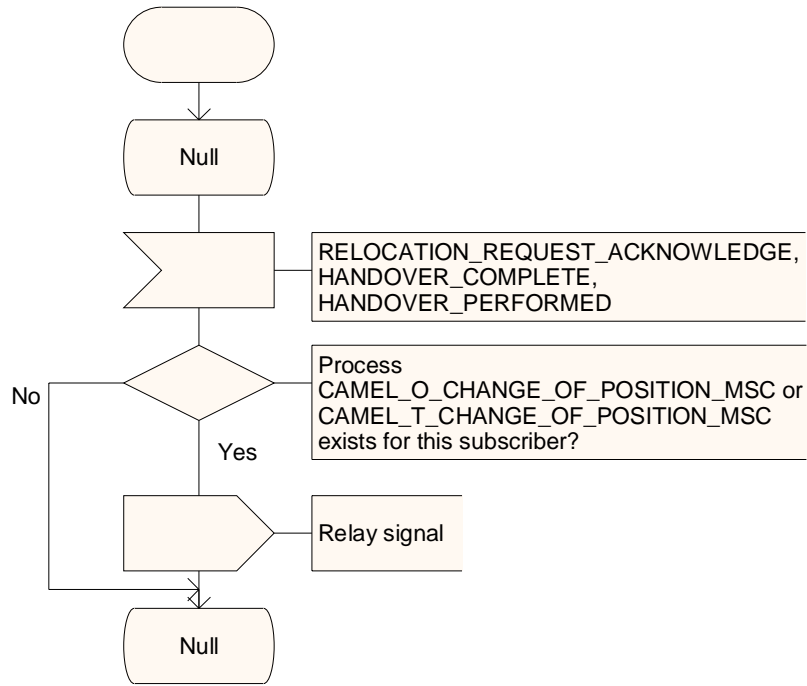 Null
RELOCATION_REQUEST_ACKNOWLEDGE,
HANDOVER_COMPLETE,
HANDOVER_PERFORMED
Process
CAMEL_O_CHANGE_OF_POSITION_MSC or
CAMEL_T_CHANGE_OF_POSITION_MSC
exists for this subscriber?
No
Yes
Relay signal
Null